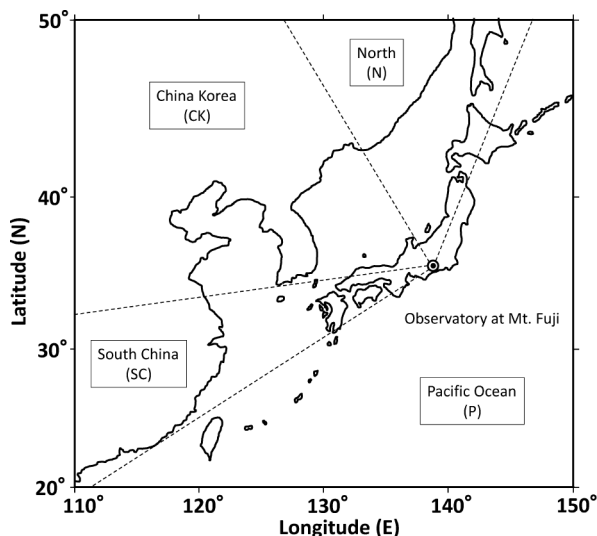 50°
North
(N)
China Korea
(CK)
40°
Latitude (N)
Observatory at Mt. Fuji
30°
South China
(SC)
Pacific Ocean
(P)
20°
110°
120°
130°
140°
150°
Longitude (E)